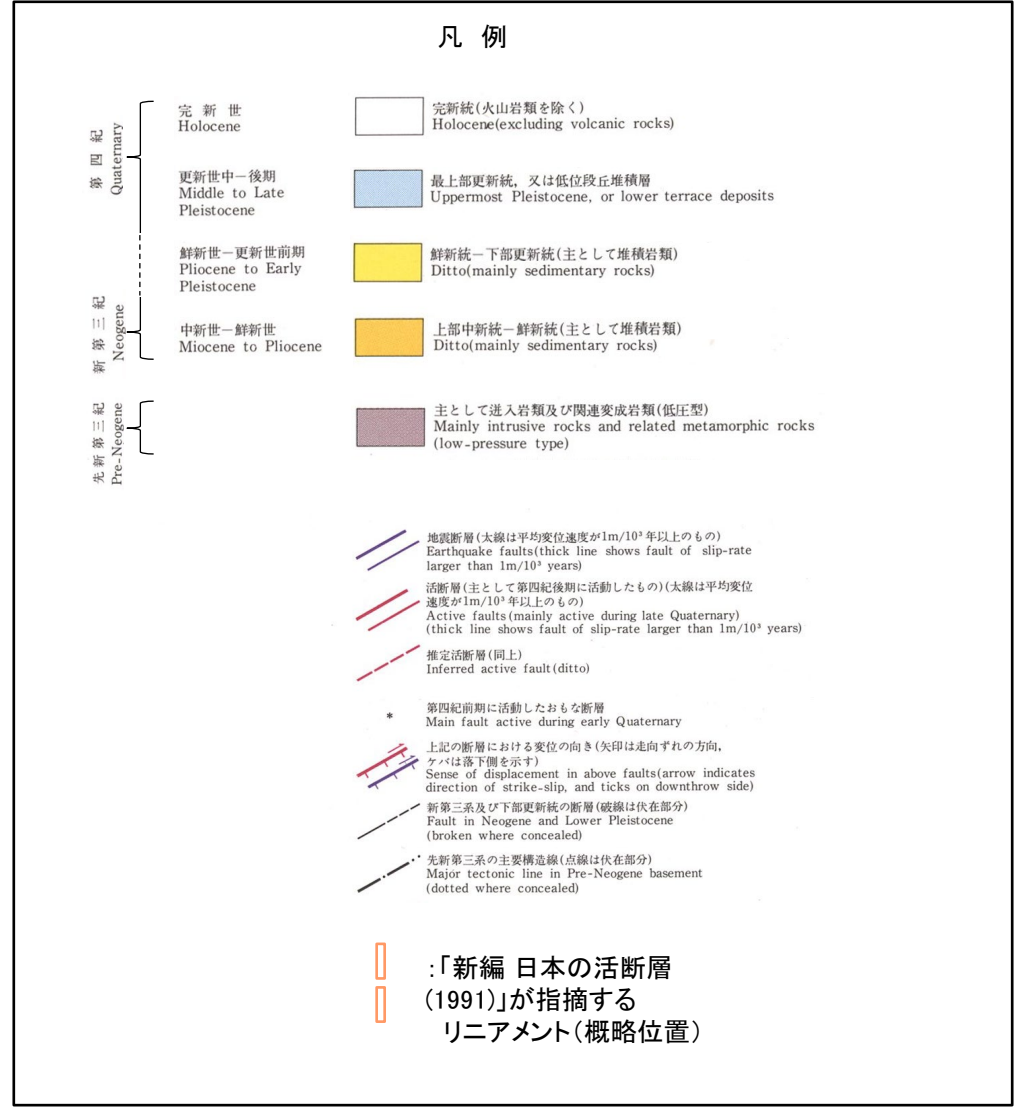 凡 例
第四紀
Quaternary
完 新 世
Holocene
完新統(火山岩類を除く)
Holocene(excluding volcanic rocks)
更新世中－後期
Middle to Late
Pleistocene
最上部更新統，又は低位段丘堆積層
Uppermost Pleistocene, or lower terrace deposits
鮮新世－更新世前期
Pliocene to Early
Pleistocene
鮮新統－下部更新統(主として堆積岩類)
Ditto(mainly sedimentary rocks)
新 第 三 紀
Neogene
中新世－鮮新世
Miocene to Pliocene
上部中新統－鮮新統(主として堆積岩類)
Ditto(mainly sedimentary rocks)
先新第三紀
Pre-Neogene
主として迸入岩類及び関連変成岩類(低圧型)
Mainly intrusive rocks and related metamorphic rocks
(low-pressure type)
地震断層(太線は平均変位速度が1m/10³年以上のもの)
Earthquake faults(thick line shows fault of slip-rate
larger than 1m/10³ years)
活断層(主として第四紀後期に活動したもの)(太線は平均変位
速度が1m/10³年以上のもの)
Active faults(mainly active during late Quaternary)
(thick line shows fault of slip-rate larger than 1m/10³ years)
推定活断層(同上)
Inferred active fault(ditto)
*
第四紀前期に活動したおもな断層
Main fault active during early Quaternary
上記の断層における変位の向き(矢印は走向ずれの方向，
ケバは落下側を示す)
Sense of displacement in above faults(arrow indicates
direction of strike-slip, and ticks on downthrow side)
新第三系及び下部更新統の断層(破線は伏在部分)
Fault in Neogene and Lower Pleistocene
(broken where concealed)
先新第三系の主要構造線(点線は伏在部分)
Major tectonic line in Pre-Neogene basement
(dotted where concealed)
:「新編 日本の活断層
(1991)」が指摘する
リニアメント（概略位置）